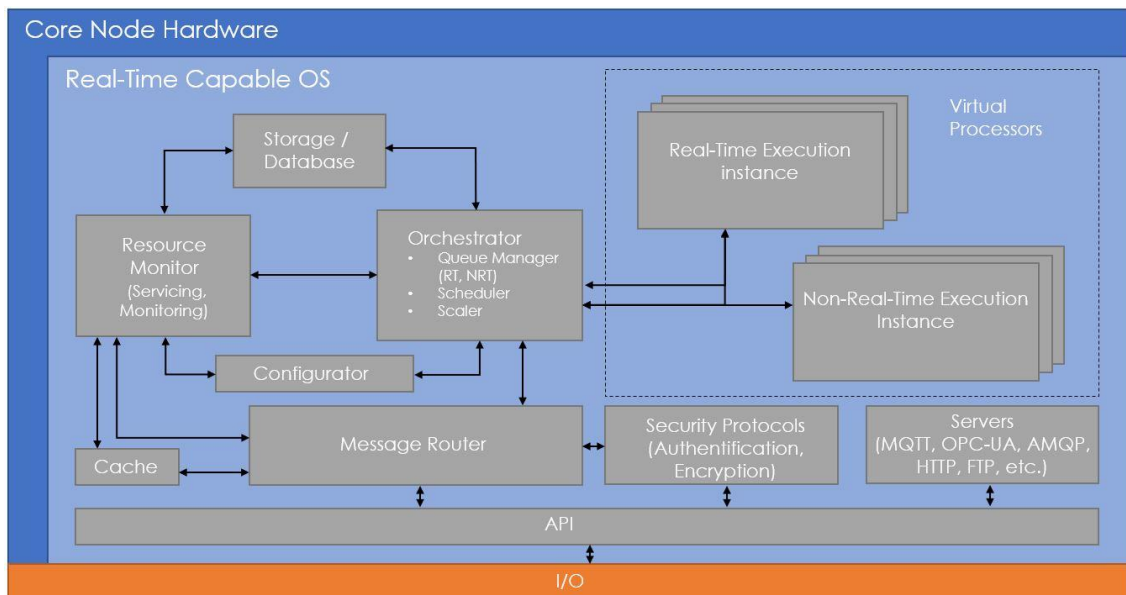 Core Node Hardware
Real-Time Capable OS
Storage /
Database
Real-Time Execution
instance
Virtual
Processors
Resource
Monitor
(Servicing,
Monitoring)
Orchestrator
• Queue Manager
(RT, NRT)
• Scheduler
• Scaler
Non-Real-Time Execution
Instance
Configurator
Message Router
Security Protocols
(Authentification,
Encryption)
Servers
(MQTT, OPC-UA, AMQP,
HTTP, FTP, etc.)
Cache
API
I/O